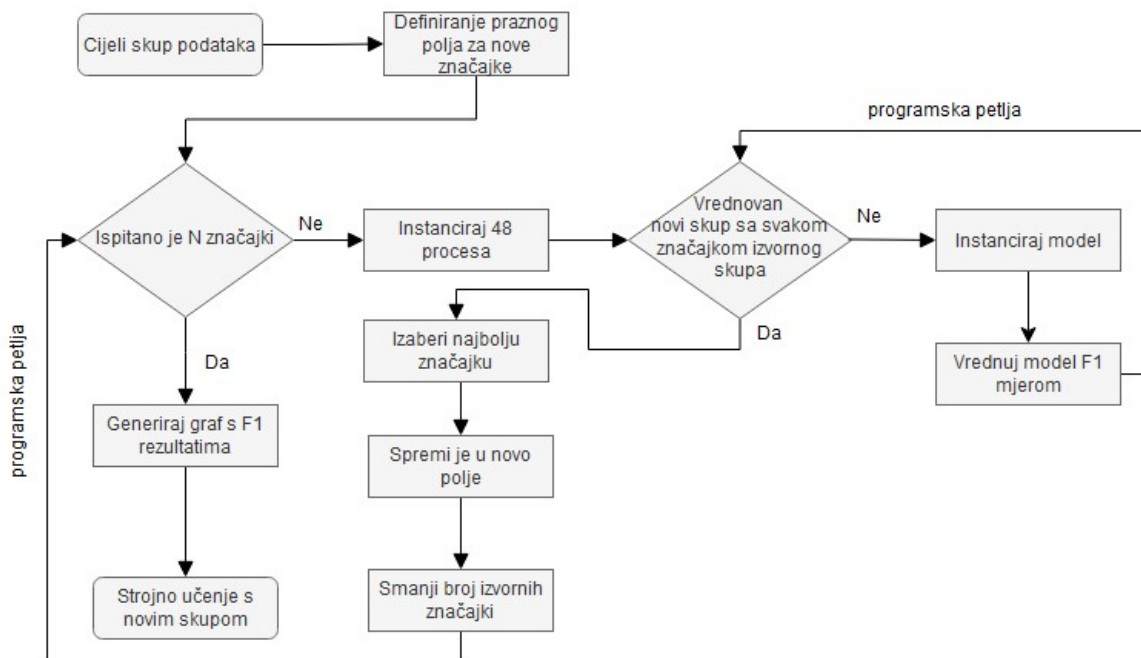 Cijeli skup podataka
Definiranje praznog
polja za nove
značajke
programska petlja
Ispitano je N značajki
Ne
Instanciraj 48
procesa
Vrednovan
novi skup sa svakom
značajkom izvornog
skupa
Ne
Instanciraj model
Da
Izaberi najbolju
značajku
Da
Vrednuj model F1
mjerom
programska petlja
Generiraj graf s F1
rezultatima
Spremi je u novo
polje
Strojno učenje s
novim skupom
Smanji broj izvornih
značajki